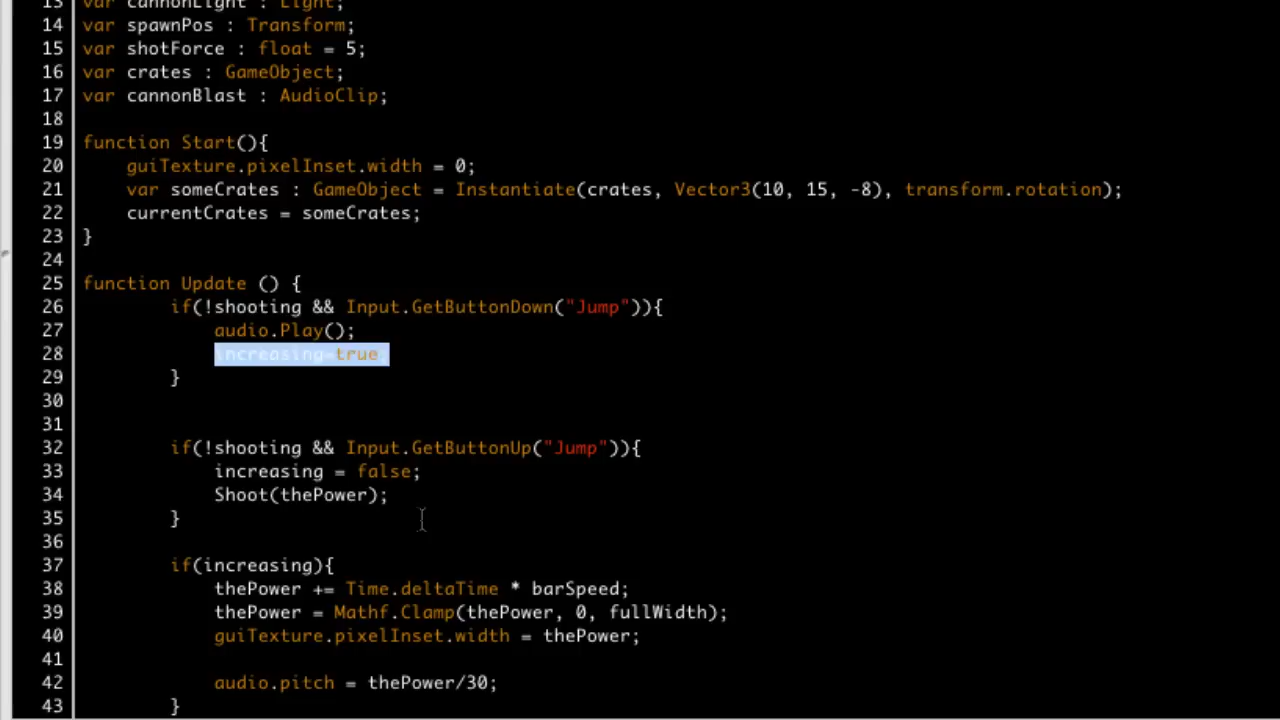 13 var cannonLight : Light;
14 var spawnPos : Transform;
15 var shotForce : float = 5;
16 var crates : GameObject;
17 var cannonBlast : AudioClip;
18
19 function Start(){
20 guiTexture.pixelInset.width = 0;
21 var someCrates : GameObject = Instantiate(crates, Vector3(10, 15, -8), transform.rotation);
22 currentCrates = someCrates;
23 }
24
25 function Update () {
26 if(!shooting && Input.GetButtonDown("Jump")){
27 audio.Play();
28 increasing=true;
29 }
30
31
32 if(!shooting && Input.GetButtonUp("Jump")){
33 increasing = false;
34 Shoot(thePower);
35 }
36
37 if(increasing){
38 thePower += Time.deltaTime * barSpeed;
39 thePower = Mathf.Clamp(thePower, 0, fullWidth);
40 guiTexture.pixelInset.width = thePower;
41
42 audio.pitch = thePower/30;
43 }